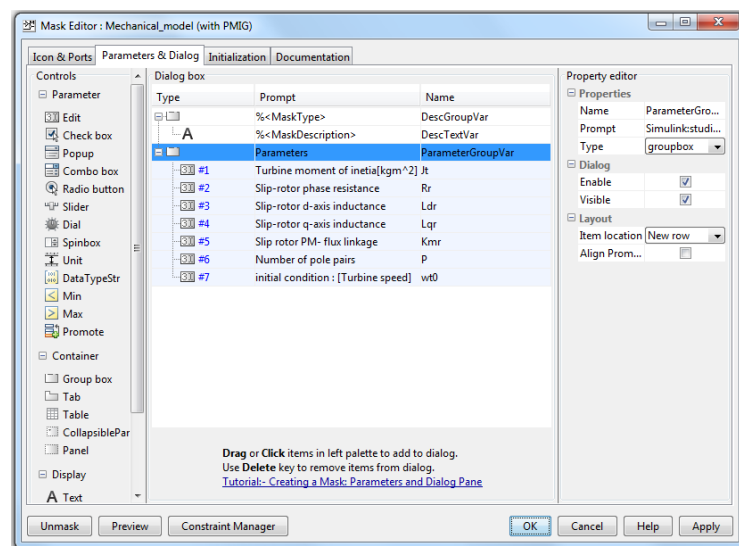 Mask Editor : Mechanical_model (with PMIG)
Icon & Ports Parameters & Dialog Initialization Documentation
Controls
Parameter
Edit
Check box
Popup
Combo box
Radio button
Slider
Dial
Spinbox
Unit
DataTypeStr
Min
Max
Promote
Container
Group box
Tab
Table
CollapsiblePar
Panel
Display
A Text
Dialog box
Type Prompt Name
%<MaskType> DescGroupVar
A %<MaskDescription> DescTextVar
Parameters ParameterGroupVar
#1 Turbine moment of inetia[kgm^2] Jt
#2 Slip-rotor phase resistance Rr
#3 Slip-rotor d-axis inductance Ldr
#4 Slip-rotor q-axis inductance Lqr
#5 Slip rotor PM- flux linkage Kmr
#6 Number of pole pairs P
#7 initial condition : [Turbine speed] wt0
Drag or Click items in left palette to add to dialog.
Use Delete key to remove items from dialog.
Tutorial:- Creating a Mask: Parameters and Dialog Pane
Property editor
Properties
Name ParameterGro...
Prompt Simulink:studi...
Type groupbox
Dialog
Enable
Visible
Layout
Item location New row
Align Prom...
Unmask Preview Constraint Manager OK Cancel Help Apply